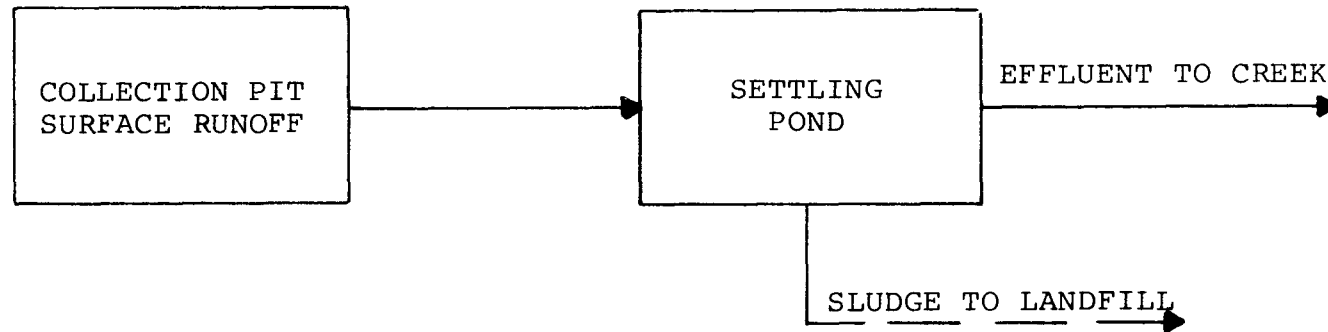 COLLECTION PIT
SURFACE RUNOFF
SETTLING
POND
EFFLUENT TO CREEK
SLUDGE TO LANDFILL